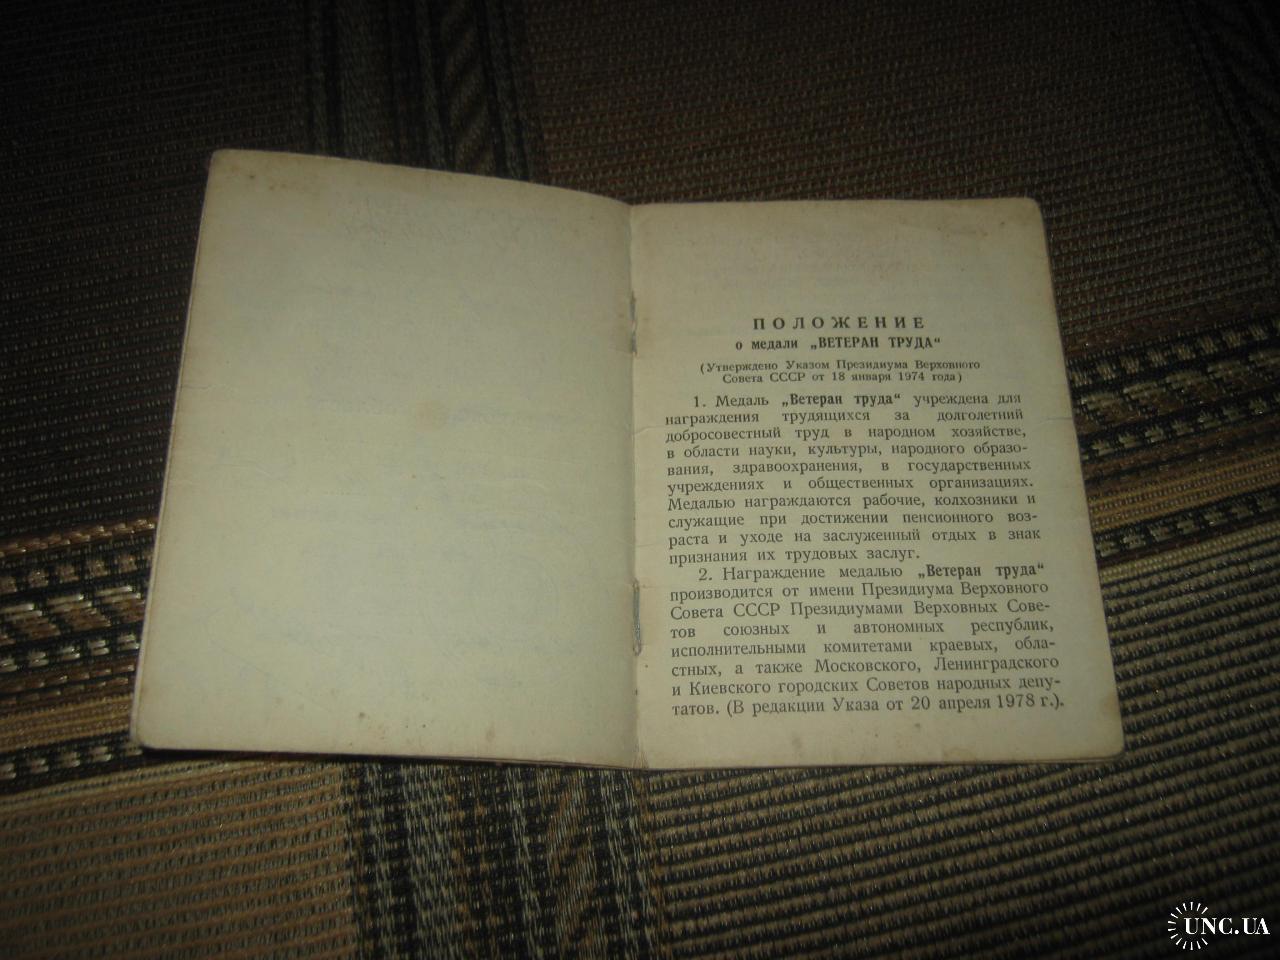 ПОЛОЖЕНИЕ
о медали „ВЕТЕРАН ТРУДА“
(Утверждено Указом Президиума Верховного
Совета СССР от 18 января 1974 года)
1. Медаль „Ветеран труда“ учреждена для
награждения трудящихся за долголетний
добросовестный труд в народном хозяйстве,
в области науки, культуры, народного образо-
вания, здравоохранения, в государственных
учреждениях и общественных организациях.
Медалью награждаются рабочие, колхозники и
служащие при достижении пенсионного воз-
раста и уходе на заслуженный отдых в знак
признания их трудовых заслуг.
2. Награждение медалью „Ветеран труда“
производится от имени Президиума Верховного
Совета СССР Президиумами Верховных Сове-
тов союзных и автономных республик,
исполнительными комитетами краевых, обла-
стных, а также Московского, Ленинградского
и Киевского городских Советов народных депу-
татов. (В редакции Указа от 20 апреля 1978 г.).
UNC.UA